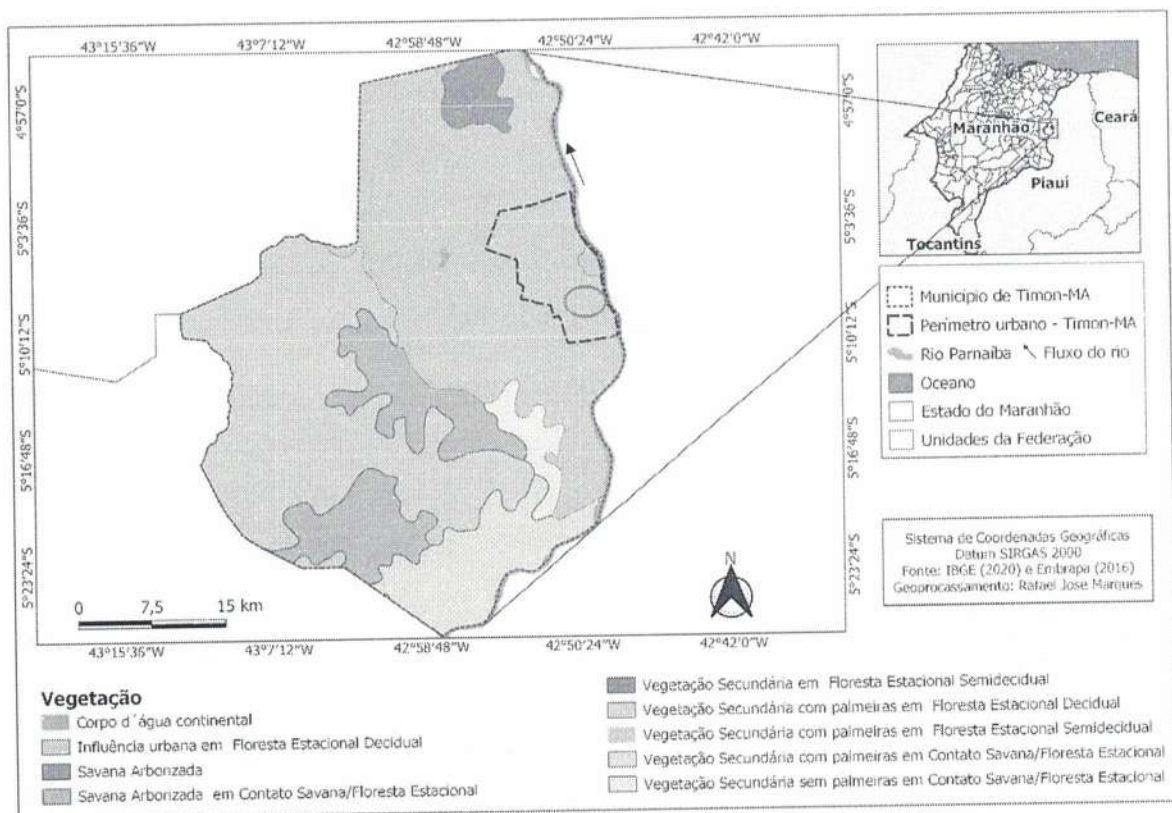 43°15'36"W 43°7'12"W 42°58'48"W 42°50'24"W 42°42'0"W
4°57'0"S
5°3'36"S
5°10'12"S
5°16'48"S
5°23'24"S
4°57'0"S
5°3'36"S
5°10'12"S
5°16'48"S
5°23'24"S
0 7,5 15 km
N
43°15'36"W 43°7'12"W 42°58'48"W 42°50'24"W 42°42'0"W
Maranhão
Ceará
Piauí
Tocantins
Município de Timon-MA
Perímetro urbano - Timon-MA
Rio Parnaíba Fluxo do rio
Oceano
Estado do Maranhão
Unidades da Federação
Sistema de Coordenadas Geográficas
Datum SIRGAS 2000
Fonte: IBGE (2020) e Embrapa (2016)
Geoprocassamento: Rafael José Marques
Vegetação
Corpo d´água continental
Influência urbana em Floresta Estacional Decidual
Savana Arborizada
Savana Arborizada em Contato Savana/Floresta Estacional
Vegetação Secundária em Floresta Estacional Semidecidual
Vegetação Secundária com palmeiras em Floresta Estacional Decidual
Vegetação Secundária com palmeiras em Floresta Estacional Semidecidual
Vegetação Secundária com palmeiras em Contato Savana/Floresta Estacional
Vegetação Secundária sem palmeiras em Contato Savana/Floresta Estacional